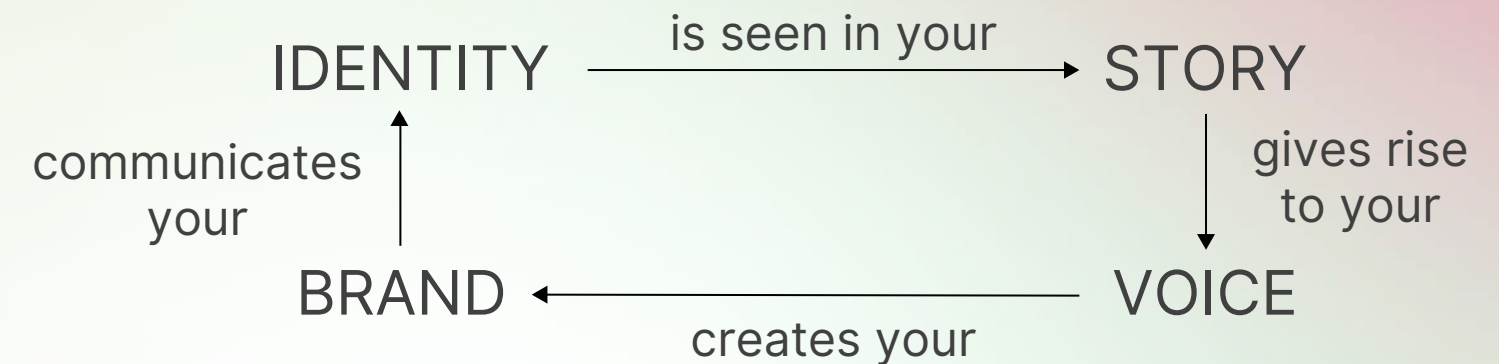 IDENTITY
is seen in your
STORY
gives rise
to your
VOICE
creates your
BRAND
communicates
your